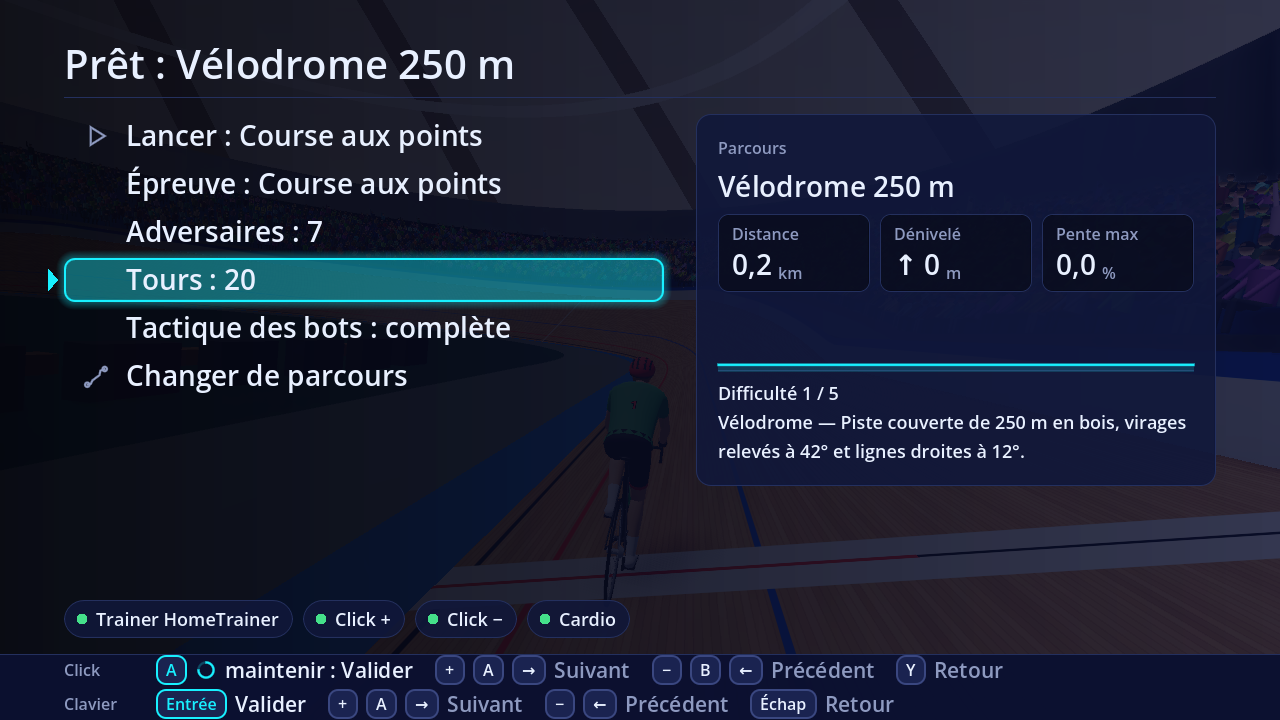 Prêt : Vélodrome 250 m
Lancer : Course aux points
Épreuve : Course aux points
Adversaires : 7
Tours : 20
Tactique des bots : complète
Changer de parcours
Parcours
Vélodrome 250 m
Distance
0,2 km
Dénivelé
↑ 0 m
Pente max
0,0 %
Difficulté 1 / 5
Vélodrome — Piste couverte de 250 m en bois, virages
relevés à 42° et lignes droites à 12°.
Trainer HomeTrainer
Click +
Click −
Cardio
Click A maintenir : Valider + A → Suivant − B ← Précédent Y Retour
Clavier Entrée Valider + A → Suivant − ← Précédent Échap Retour